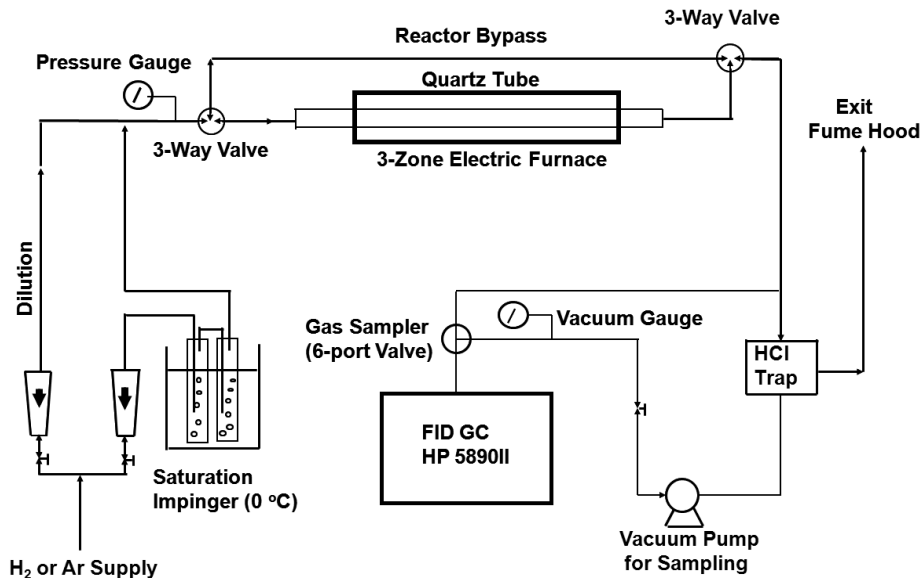 3-Way Valve
Reactor Bypass
Pressure Gauge
Quartz Tube
3-Way Valve
3-Zone Electric Furnace
Exit
Fume Hood
Dilution
Gas Sampler
(6-port Valve)
Vacuum Gauge
HCl
Trap
FID GC
HP 5890II
Saturation
Impinger (0 °C)
Vacuum Pump
for Sampling
H₂ or Ar Supply